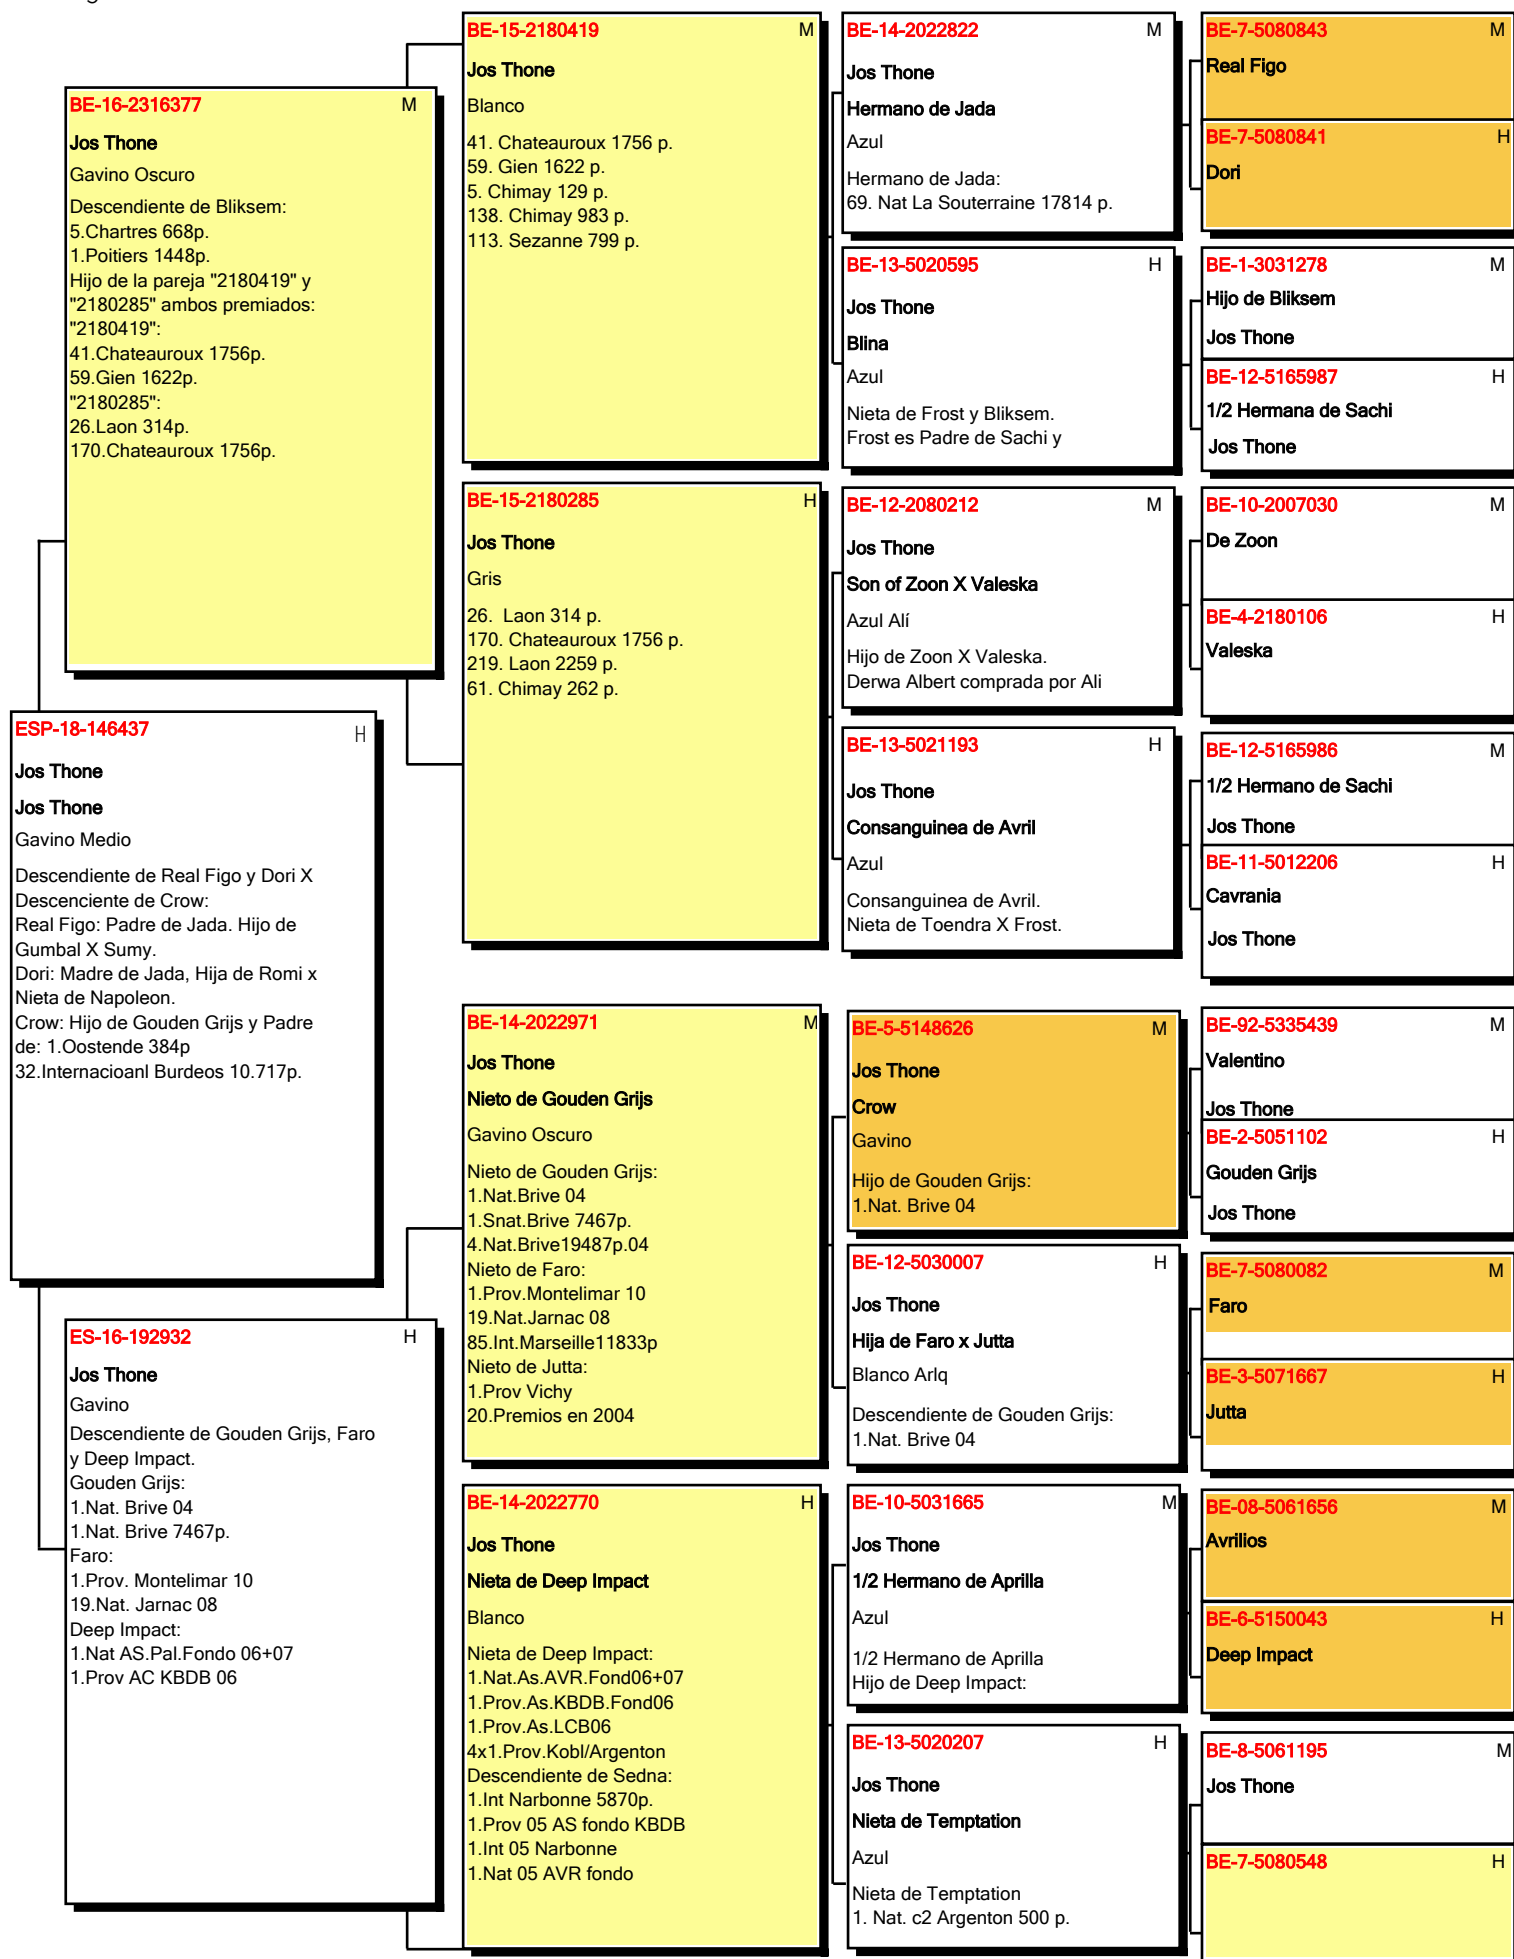 BE-16-2316377 M
Jos Thone
Gavino Oscuro
Descendiente de Bliksem:
5.Chartres 668p.
1.Poitiers 1448p.
Hijo de la pareja "2180419" y
"2180285" ambos premiados:
"2180419":
41.Chateauroux 1756p.
59.Gien 1622p.
"2180285":
26.Laon 314p.
170.Chateauroux 1756p.
ESP-18-146437 H
Jos Thone
Jos Thone
Gavino Medio
Descendiente de Real Figo y Dori X
Descenciente de Crow:
Real Figo: Padre de Jada. Hijo de
Gumbal X Sumy.
Dori: Madre de Jada, Hija de Romi x
Nieta de Napoleon.
Crow: Hijo de Gouden Grijs y Padre
de: 1.Oostende 384p
32.Internacioanl Burdeos 10.717p.
ES-16-192932 H
Jos Thone
Gavino
Descendiente de Gouden Grijs, Faro
y Deep Impact.
Gouden Grijs:
1.Nat. Brive 04
1.Nat. Brive 7467p.
Faro:
1.Prov. Montelimar 10
19.Nat. Jarnac 08
Deep Impact:
1.Nat AS.Pal.Fondo 06+07
1.Prov AC KBDB 06
BE-15-2180419 M
Jos Thone
Blanco
41. Chateauroux 1756 p.
59. Gien 1622 p.
5. Chimay 129 p.
138. Chimay 983 p.
113. Sezanne 799 p.
BE-15-2180285 H
Jos Thone
Gris
26. Laon 314 p.
170. Chateauroux 1756 p.
219. Laon 2259 p.
61. Chimay 262 p.
BE-14-2022971 M
Jos Thone
Nieto de Gouden Grijs
Gavino Oscuro
Nieto de Gouden Grijs:
1.Nat.Brive 04
1.Snat.Brive 7467p.
4.Nat.Brive19487p.04
Nieto de Faro:
1.Prov.Montelimar 10
19.Nat.Jarnac 08
85.Int.Marseille11833p
Nieto de Jutta:
1.Prov Vichy
20.Premios en 2004
BE-14-2022770 H
Jos Thone
Nieta de Deep Impact
Blanco
Nieta de Deep Impact:
1.Nat.As.AVR.Fond06+07
1.Prov.As.KBDB.Fond06
1.Prov.As.LCB06
4x1.Prov.Kobl/Argenton
Descendiente de Sedna:
1.Int Narbonne 5870p.
1.Prov 05 AS fondo KBDB
1.Int 05 Narbonne
1.Nat 05 AVR fondo
BE-14-2022822 M
Jos Thone
Hermano de Jada
Azul
Hermano de Jada:
69. Nat La Souterraine 17814 p.
BE-13-5020595 H
Jos Thone
Blina
Azul
Nieta de Frost y Bliksem.
Frost es Padre de Sachi y
BE-12-2080212 M
Jos Thone
Son of Zoon X Valeska
Azul Alí
Hijo de Zoon X Valeska.
Derwa Albert comprada por Ali
BE-13-5021193 H
Jos Thone
Consanguinea de Avril
Azul
Consanguinea de Avril.
Nieta de Toendra X Frost.
BE-5-5148626 M
Jos Thone
Crow
Gavino
Hijo de Gouden Grijs:
1.Nat. Brive 04
BE-12-5030007 H
Jos Thone
Hija de Faro x Jutta
Blanco Arlq
Descendiente de Gouden Grijs:
1.Nat. Brive 04
BE-10-5031665 M
Jos Thone
1/2 Hermano de Aprilla
Azul
1/2 Hermano de Aprilla
Hijo de Deep Impact:
BE-13-5020207 H
Jos Thone
Nieta de Temptation
Azul
Nieta de Temptation
1. Nat. c2 Argenton 500 p.
BE-7-5080843 M
Real Figo
BE-7-5080841 H
Dori
BE-1-3031278 M
Hijo de Bliksem
Jos Thone
BE-12-5165987 H
1/2 Hermana de Sachi
Jos Thone
BE-10-2007030 M
De Zoon
BE-4-2180106 H
Valeska
BE-12-5165986 M
1/2 Hermano de Sachi
Jos Thone
BE-11-5012206 H
Cavrania
Jos Thone
BE-92-5335439 M
Valentino
Jos Thone
BE-2-5051102 H
Gouden Grijs
Jos Thone
BE-7-5080082 M
Faro
BE-3-5071667 H
Jutta
BE-08-5061656 M
Avrilios
BE-6-5150043 H
Deep Impact
BE-8-5061195 M
Jos Thone
BE-7-5080548 H